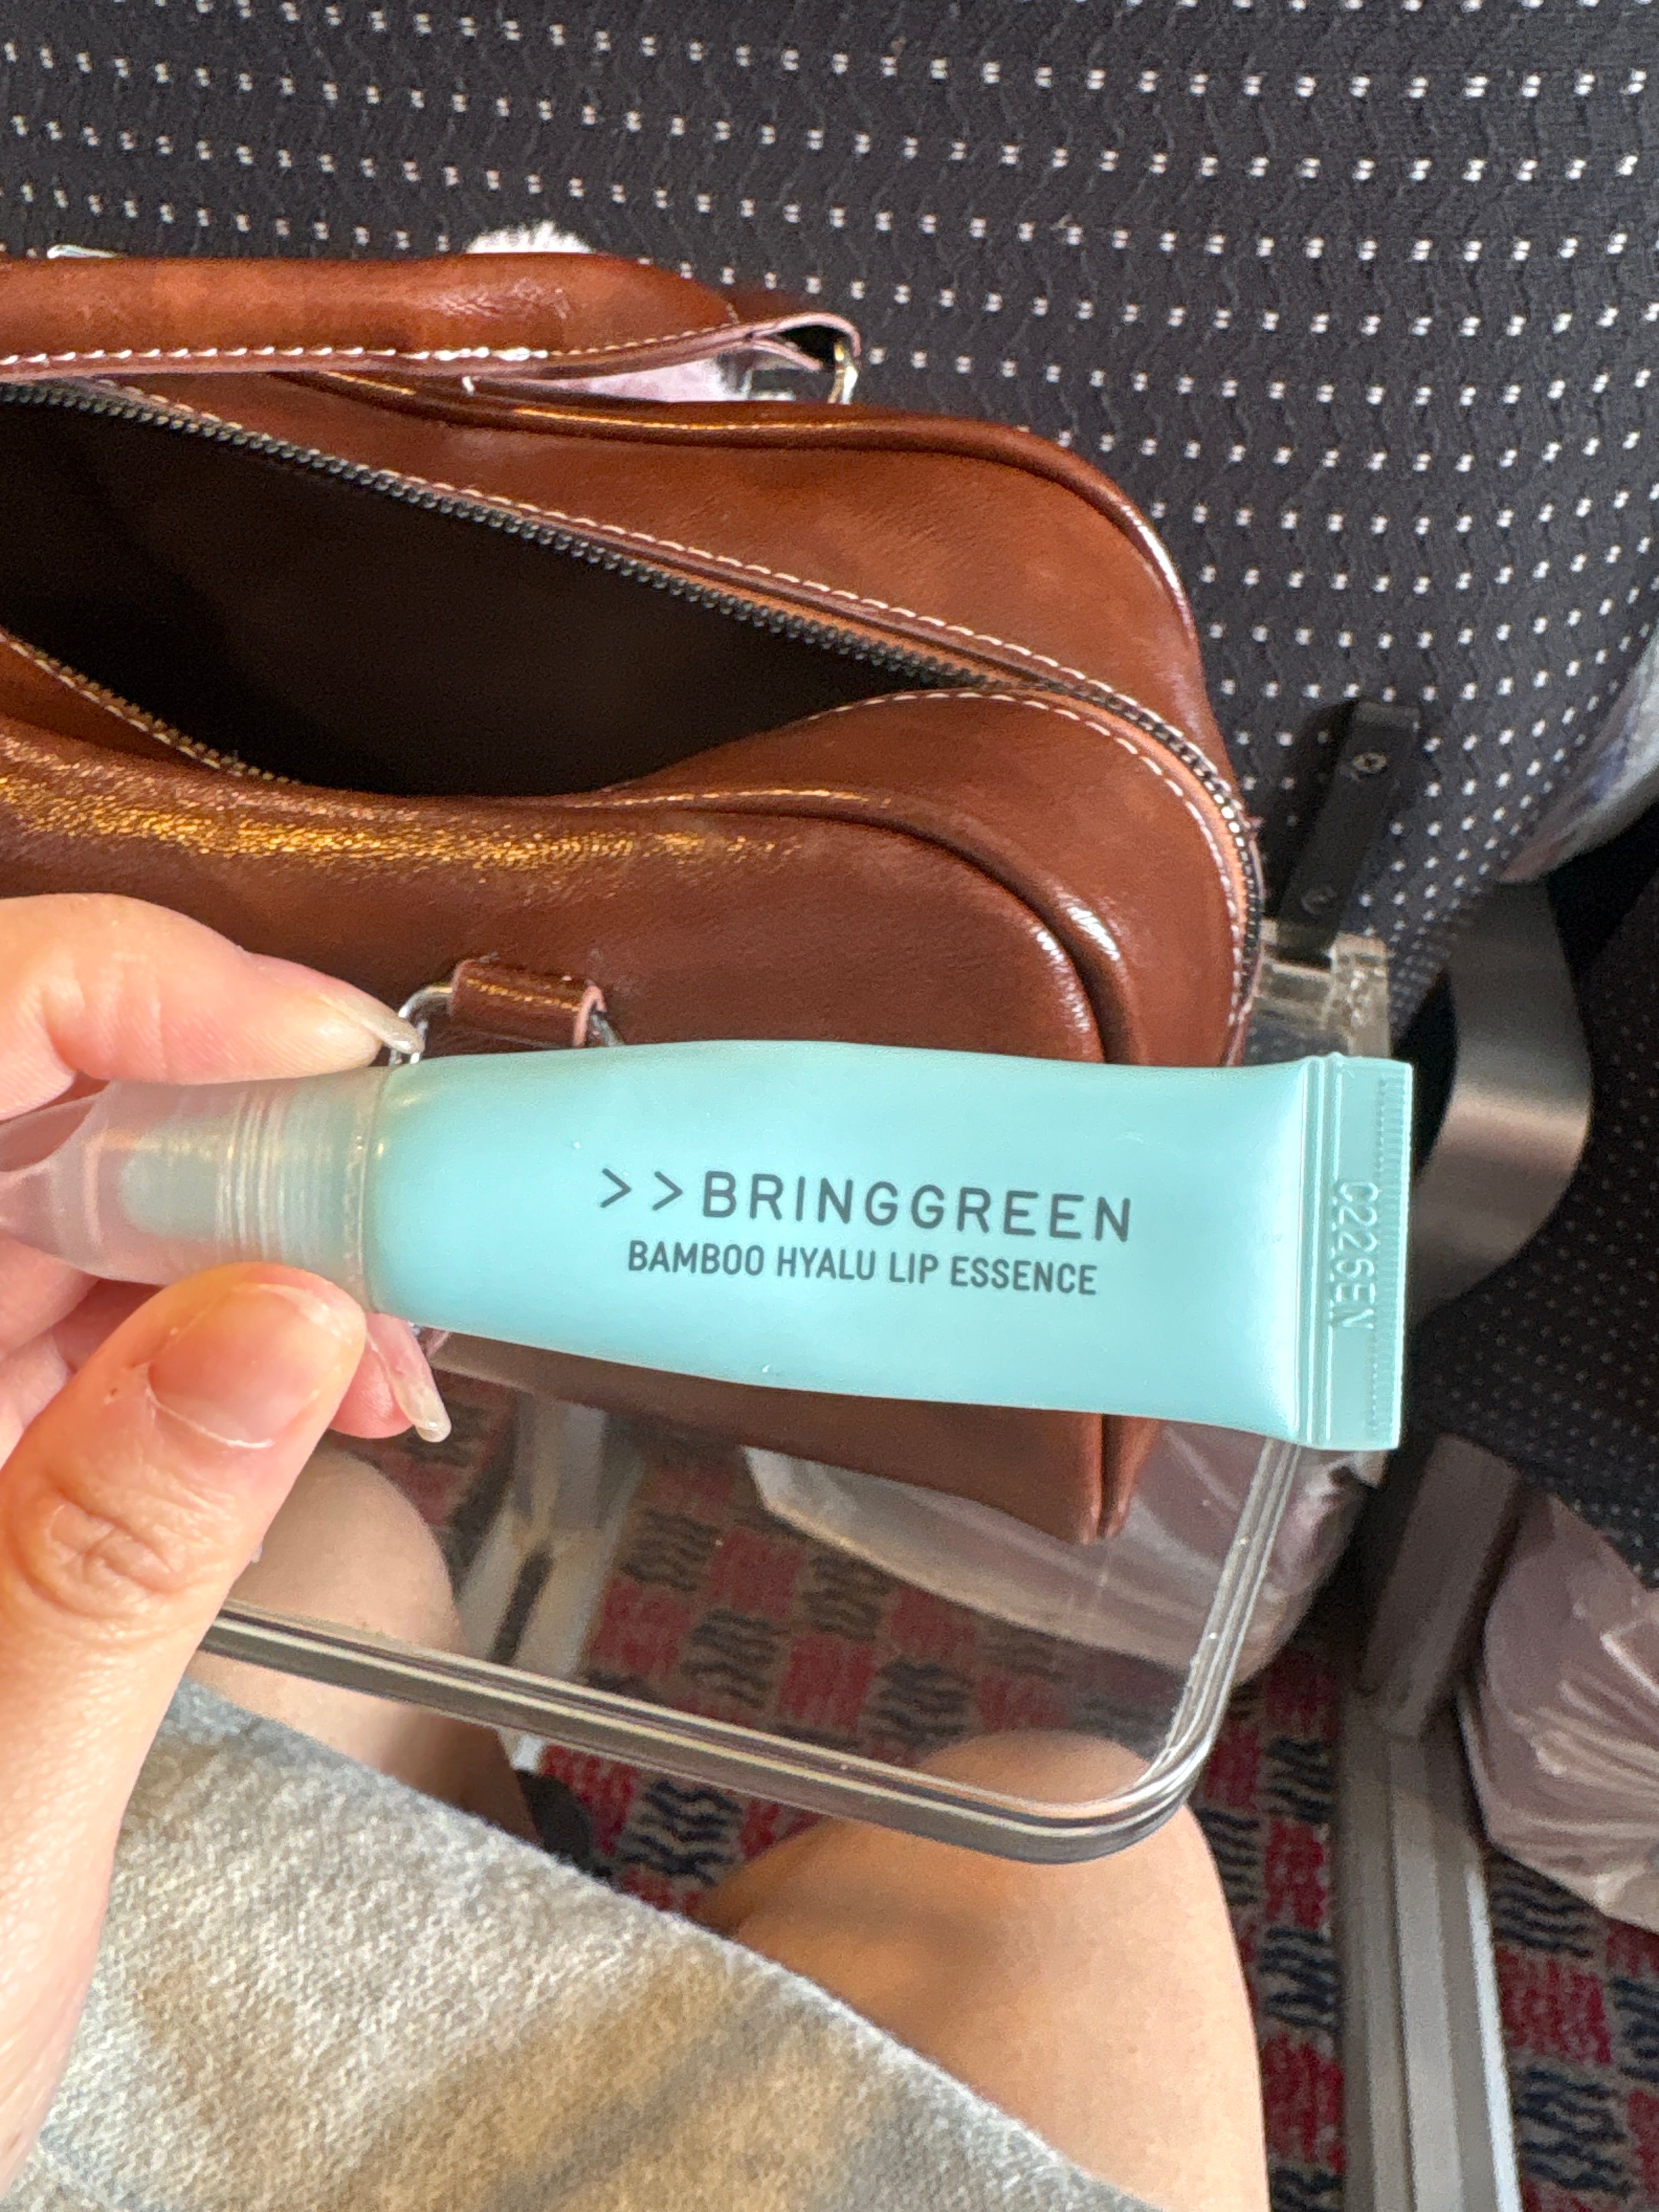 >>BRINGGREEN
BAMBOO HYALU LIP ESSENCE
C226EN